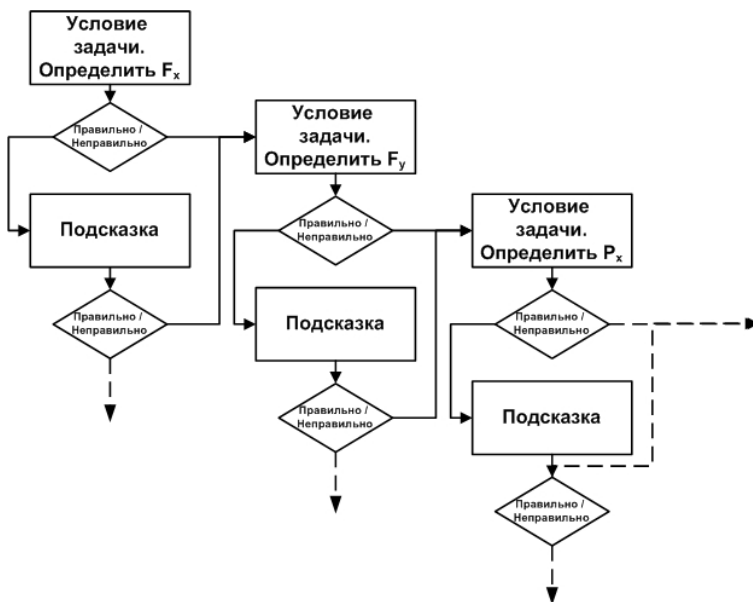 Условие
задачи.
Определить Fx
Правильно /
Неправильно
Подсказка
Правильно /
Неправильно
Условие
задачи.
Определить Fy
Правильно /
Неправильно
Подсказка
Правильно /
Неправильно
Условие
задачи.
Определить Px
Правильно /
Неправильно
Подсказка
Правильно /
Неправильно